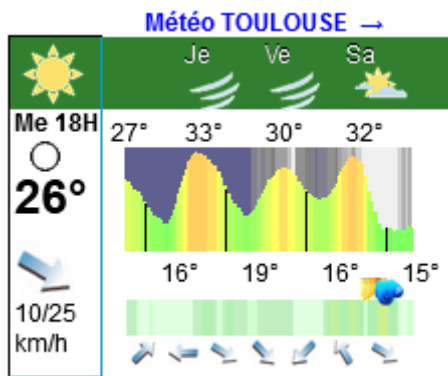 Météo TOULOUSE →
Je Ve Sa
Me 18H
27° 33° 30° 32°
26°
16° 19° 16° 15°
10/25
km/h